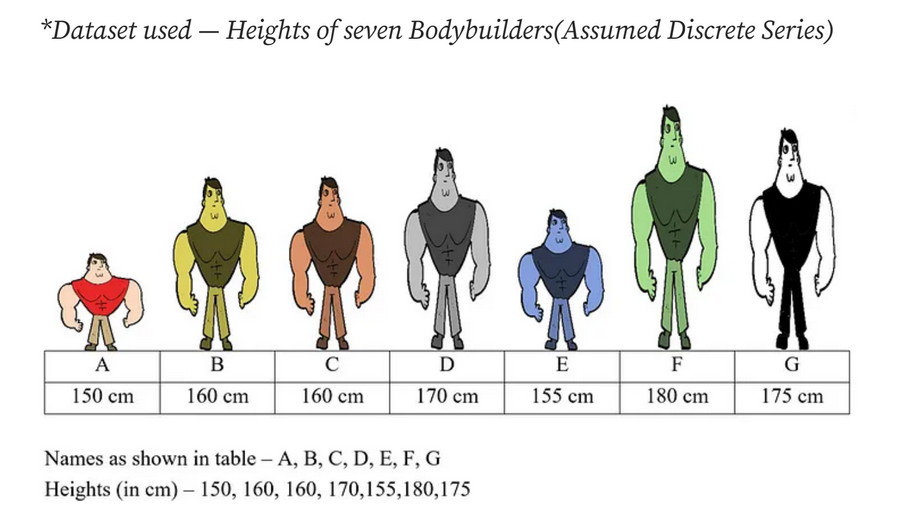 *Dataset used — Heights of seven Bodybuilders(Assumed Discrete Series)
A B C D E F G
150 cm 160 cm 160 cm 170 cm 155 cm 180 cm 175 cm
Names as shown in table – A, B, C, D, E, F, G
Heights (in cm) – 150, 160, 160, 170,155,180,175